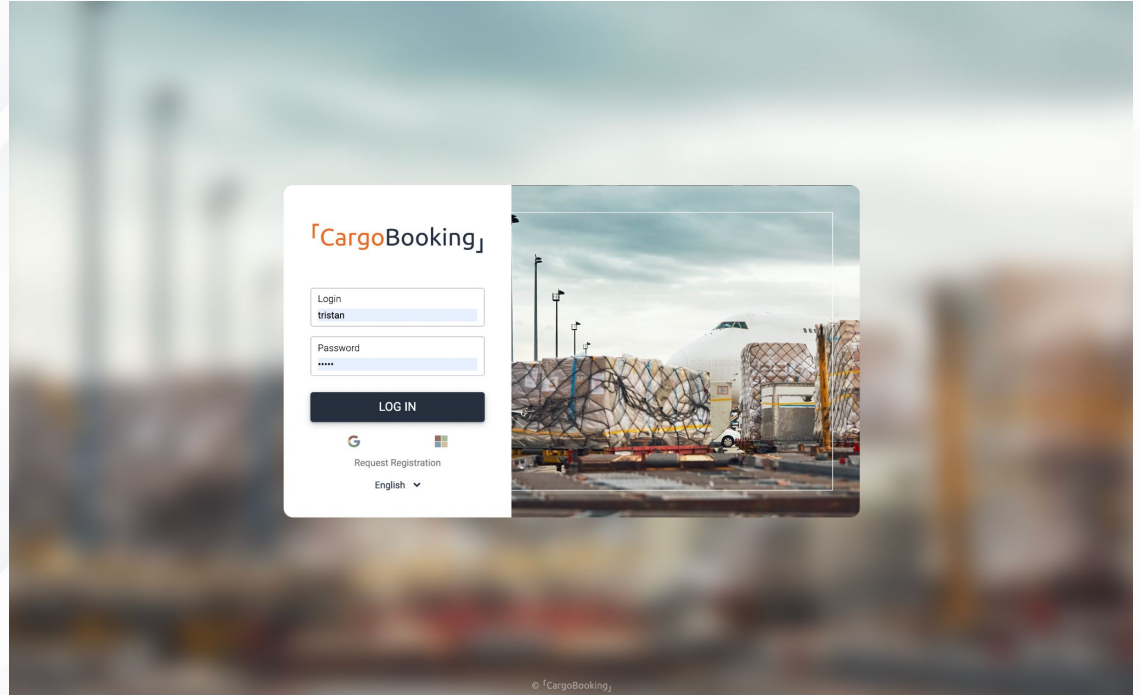 「CargoBooking」
Login
tristan
Password
•••••
LOG IN
Request Registration
English
© 「CargoBooking」